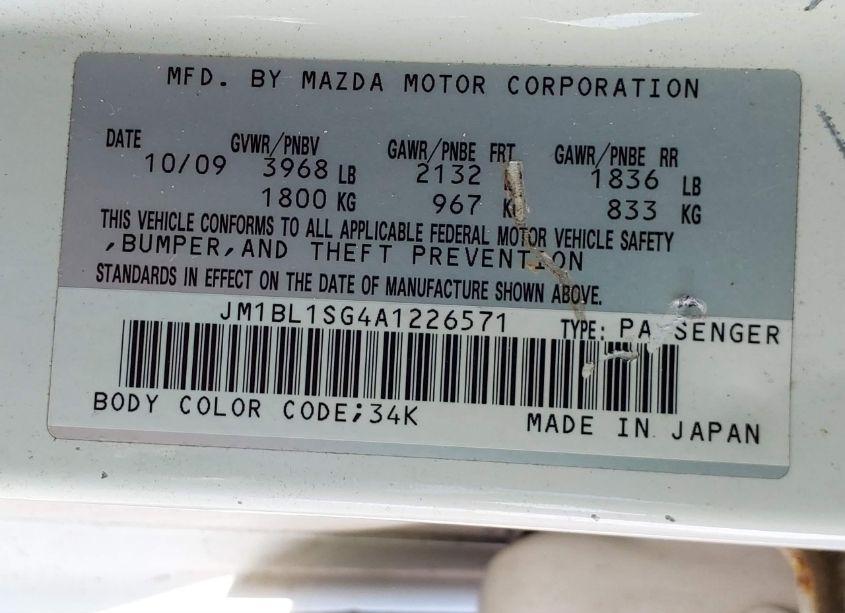 MFD. BY MAZDA MOTOR CORPORATION
DATE GVWR/PNBV GAWR/PNBE FRT GAWR/PNBE RR
10/09 3968 LB 2132 1836 LB
1800 KG 967 KG 833 KG
THIS VEHICLE CONFORMS TO ALL APPLICABLE FEDERAL MOTOR VEHICLE SAFETY
,BUMPER,AND THEFT PREVENTION
STANDARDS IN EFFECT ON THE DATE OF MANUFACTURE SHOWN ABOVE.
JM1BL1SG4A1226571 TYPE: PASSENGER
BODY COLOR CODE;34K MADE IN JAPAN